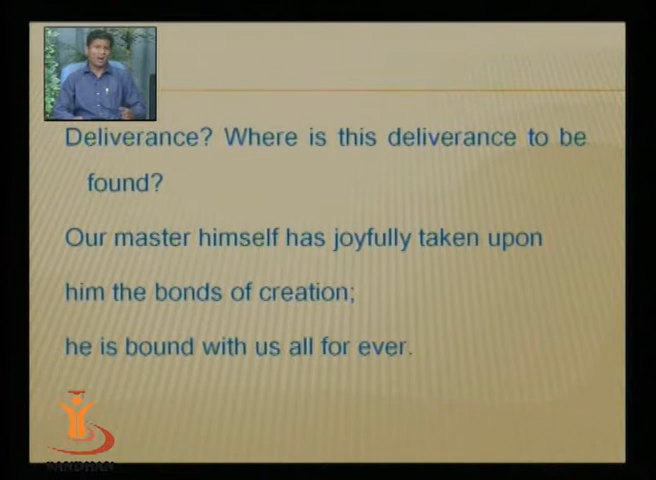 Deliverance? Where is this deliverance to be
found?
Our master himself has joyfully taken upon
him the bonds of creation;
he is bound with us all for ever.